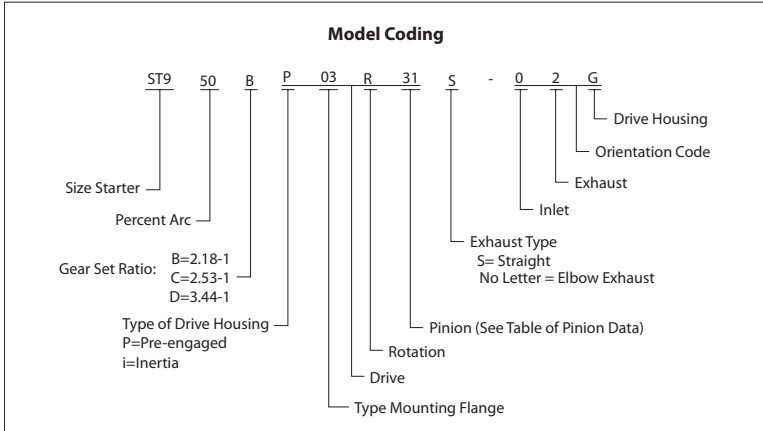 Model Coding
ST9 50 B P 03 R 31 S - 0 2 G
Drive Housing
Orientation Code
Exhaust
Inlet
Size Starter
Percent Arc
Gear Set Ratio:
B=2.18-1
C=2.53-1
D=3.44-1
Exhaust Type
S= Straight
No Letter = Elbow Exhaust
Type of Drive Housing
P=Pre-engaged
i=Inertia
Pinion (See Table of Pinion Data)
Rotation
Drive
Type Mounting Flange